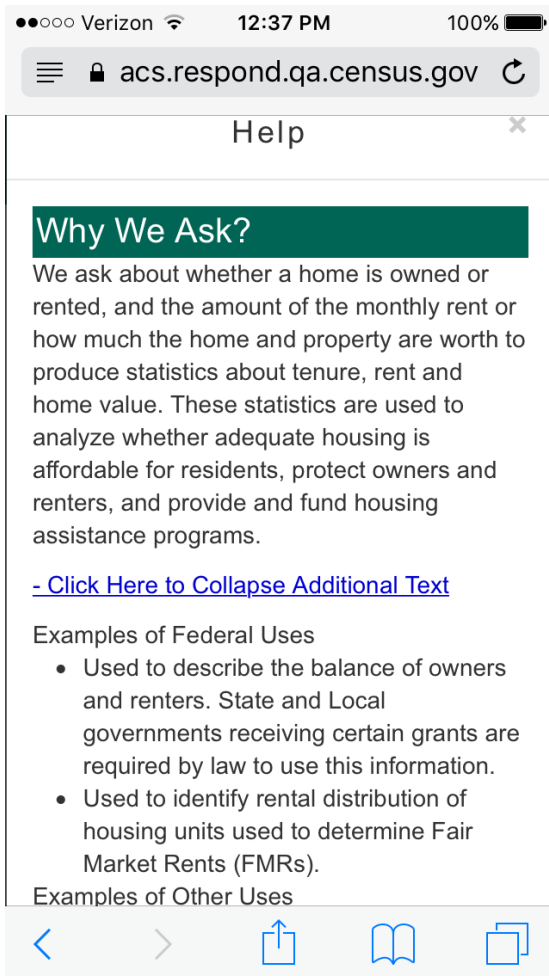 Verizon 12:37 PM 100%
acs.respond.qa.census.gov
Help ×
Why We Ask?
We ask about whether a home is owned or
rented, and the amount of the monthly rent or
how much the home and property are worth to
produce statistics about tenure, rent and
home value. These statistics are used to
analyze whether adequate housing is
affordable for residents, protect owners and
renters, and provide and fund housing
assistance programs.
- Click Here to Collapse Additional Text
Examples of Federal Uses
• Used to describe the balance of owners
and renters. State and Local
governments receiving certain grants are
required by law to use this information.
• Used to identify rental distribution of
housing units used to determine Fair
Market Rents (FMRs).
Examples of Other Uses